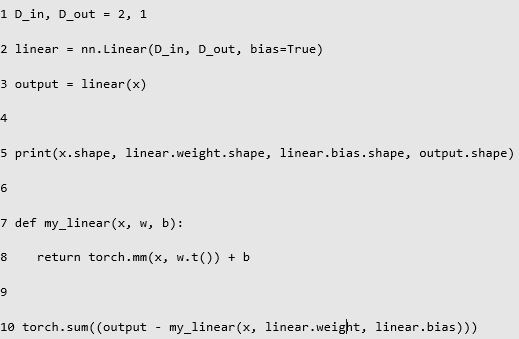 1 D_in, D_out = 2, 1
2 linear = nn.Linear(D_in, D_out, bias=True)
3 output = linear(x)
4
5 print(x.shape, linear.weight.shape, linear.bias.shape, output.shape)
6
7 def my_linear(x, w, b):
8    return torch.mm(x, w.t()) + b
9
10 torch.sum((output - my_linear(x, linear.weight, linear.bias)))